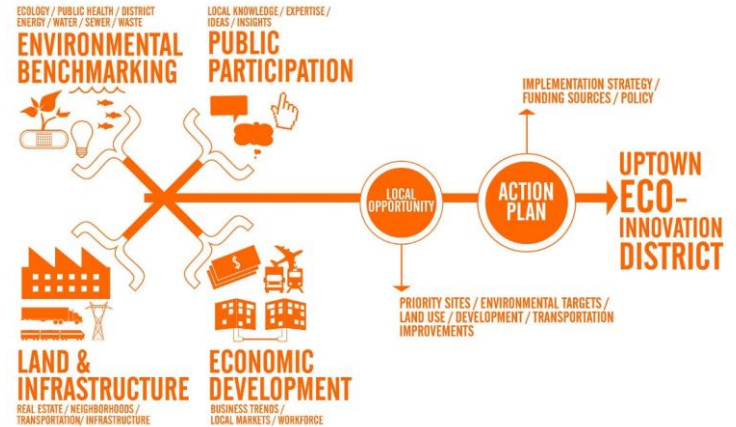 ECOLOGY / PUBLIC HEALTH / DISTRICT
ENERGY / WATER / SEWER / WASTE
ENVIRONMENTAL
BENCHMARKING
LOCAL KNOWLEDGE / EXPERTISE /
IDEAS / INSIGHTS
PUBLIC
PARTICIPATION
IMPLEMENTATION STRATEGY /
FUNDING SOURCES / POLICY
LOCAL
OPPORTUNITY
ACTION
PLAN
UPTOWN
ECO-
INNOVATION
DISTRICT
$
PRIORITY SITES / ENVIRONMENTAL TARGETS /
LAND USE / DEVELOPMENT / TRANSPORTATION
IMPROVEMENTS
LAND &
INFRASTRUCTURE
REAL ESTATE / NEIGHBORHOODS /
TRANSPORTATION/ INFRASTRUCTURE
ECONOMIC
DEVELOPMENT
BUSINESS TRENDS /
LOCAL MARKETS / WORKFORCE